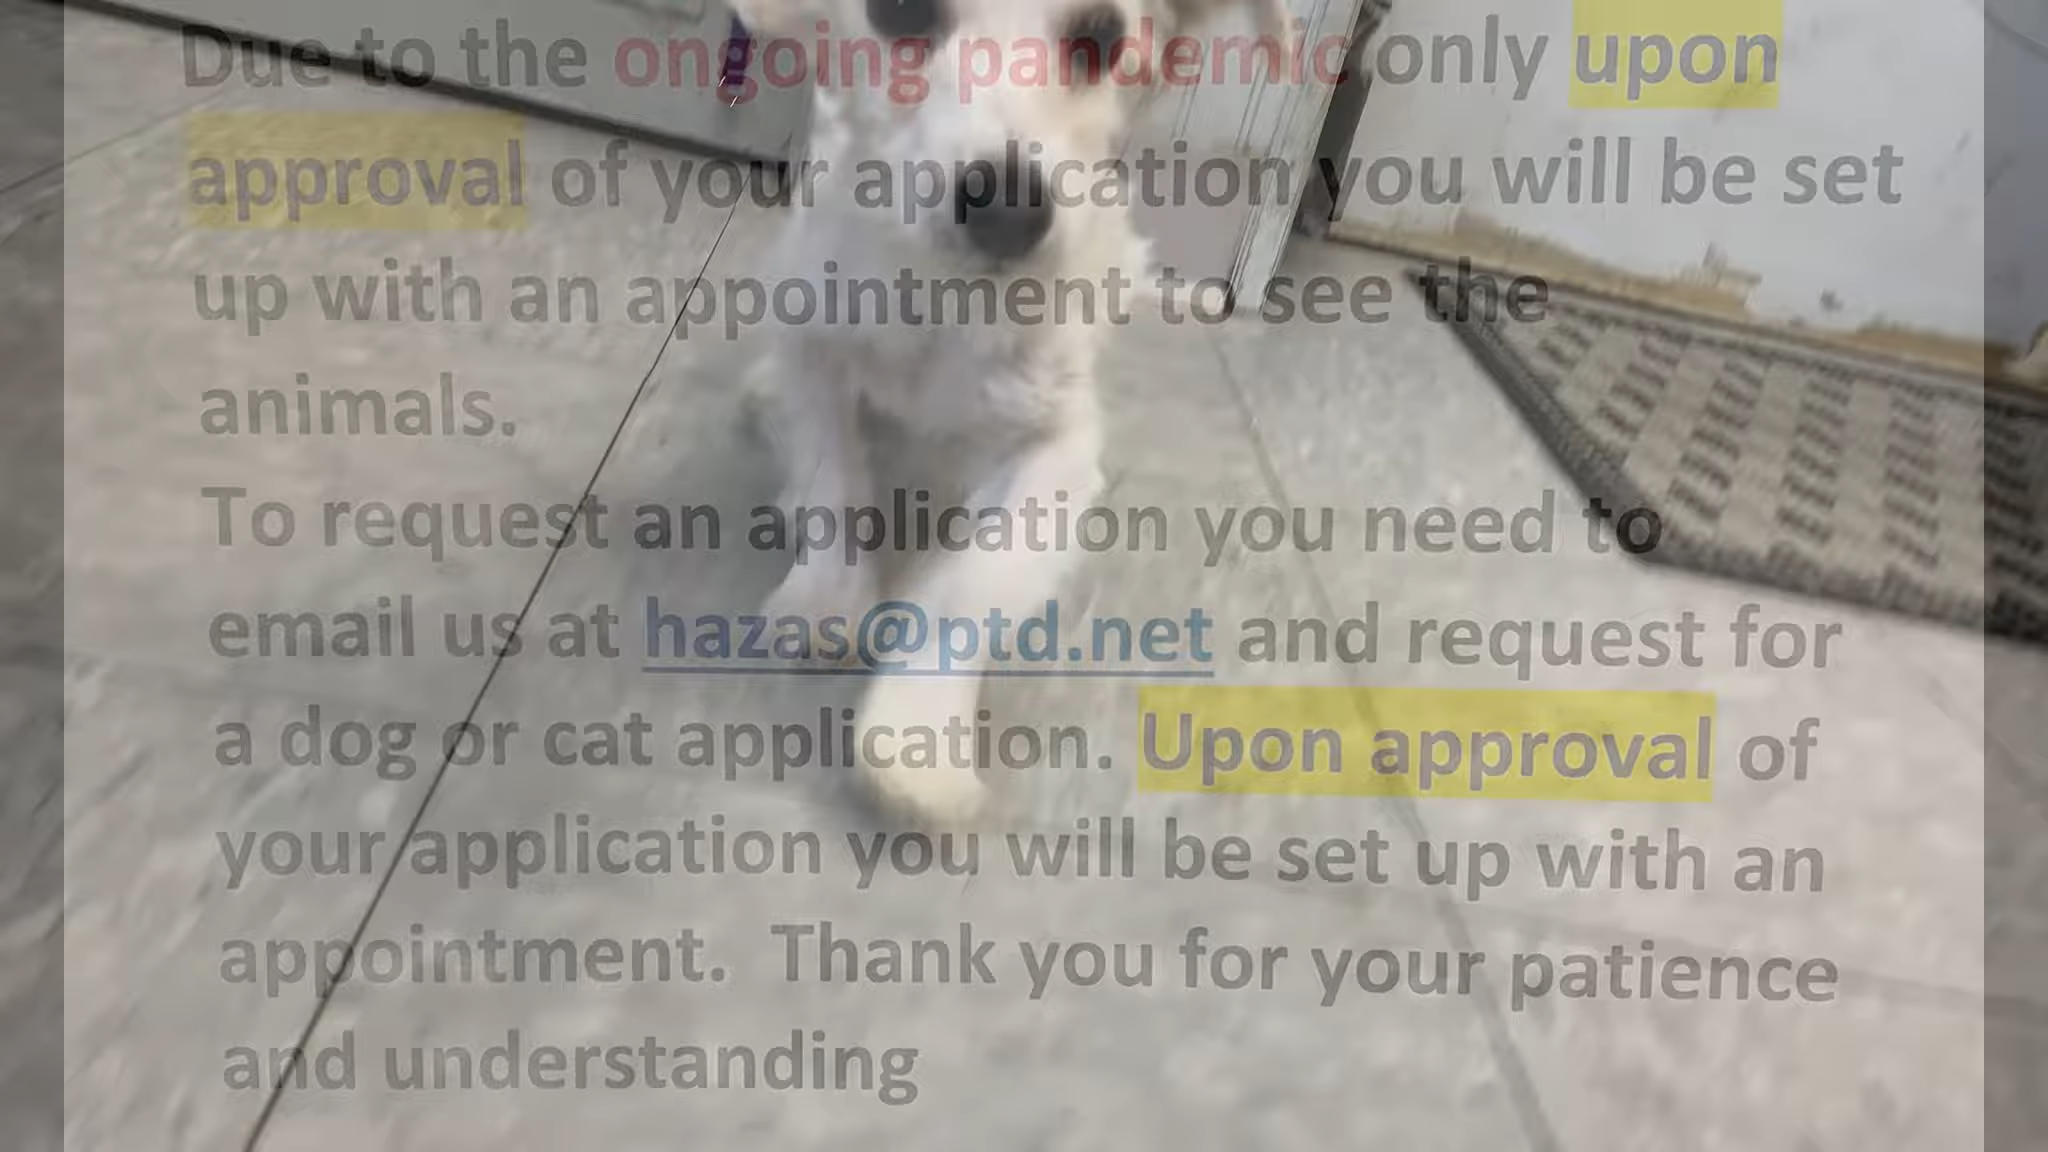 Due to the ongoing pandemic only upon
approval of your application you will be set
up with an appointment to see the
animals.
To request an application you need to
email us at hazas@ptd.net and request for
a dog or cat application. Upon approval of
your application you will be set up with an
appointment.  Thank you for your patience
and understanding